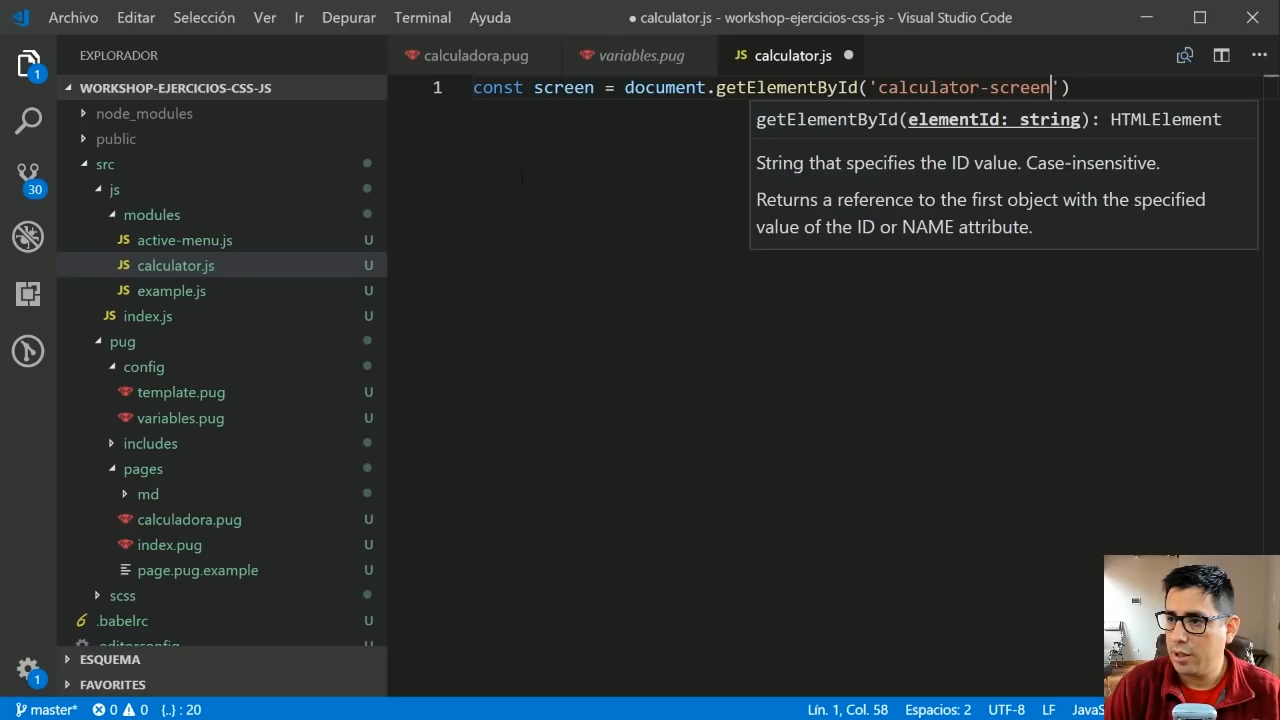 Archivo Editar Selección Ver Ir Depurar Terminal Ayuda ● calculator.js - workshop-ejercicios-css-js - Visual Studio Code
EXPLORADOR
calculadora.pug variables.pug JS calculator.js
WORKSHOP-EJERCICIOS-CSS-JS
1 const screen = document.getElementById('calculator-screen')
getElementById(elementId: string): HTMLElement
String that specifies the ID value. Case-insensitive.
Returns a reference to the first object with the specified
value of the ID or NAME attribute.
1
30
1
node_modules
public
src
js
modules
JS active-menu.js U
JS calculator.js U
JS example.js U
JS index.js U
pug
config
template.pug U
variables.pug U
includes
pages
md
calculadora.pug U
index.pug U
page.pug.example U
scss
.babelrc U
.editorconfig
ESQUEMA
FAVORITES
master* 0 0 {..} : 20 Lín. 1, Col. 58 Espacios: 2 UTF-8 LF JavaS